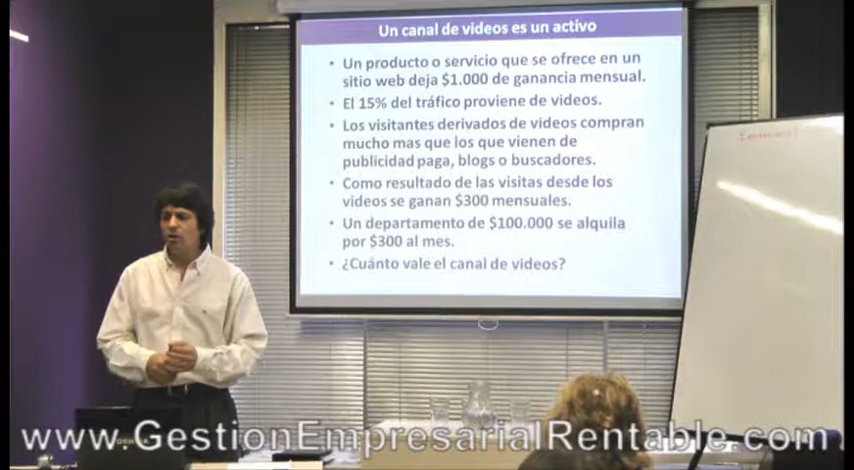 Un canal de videos es un activo
• Un producto o servicio que se ofrece en un
sitio web deja $1.000 de ganancia mensual.
• El 15% del tráfico proviene de videos.
• Los visitantes derivados de videos compran
mucho mas que los que vienen de
publicidad paga, blogs o buscadores.
• Como resultado de las visitas desde los
videos se ganan $300 mensuales.
• Un departamento de $100.000 se alquila
por $300 al mes.
• ¿Cuánto vale el canal de videos?
www.GestionEmpresarialRentable.com